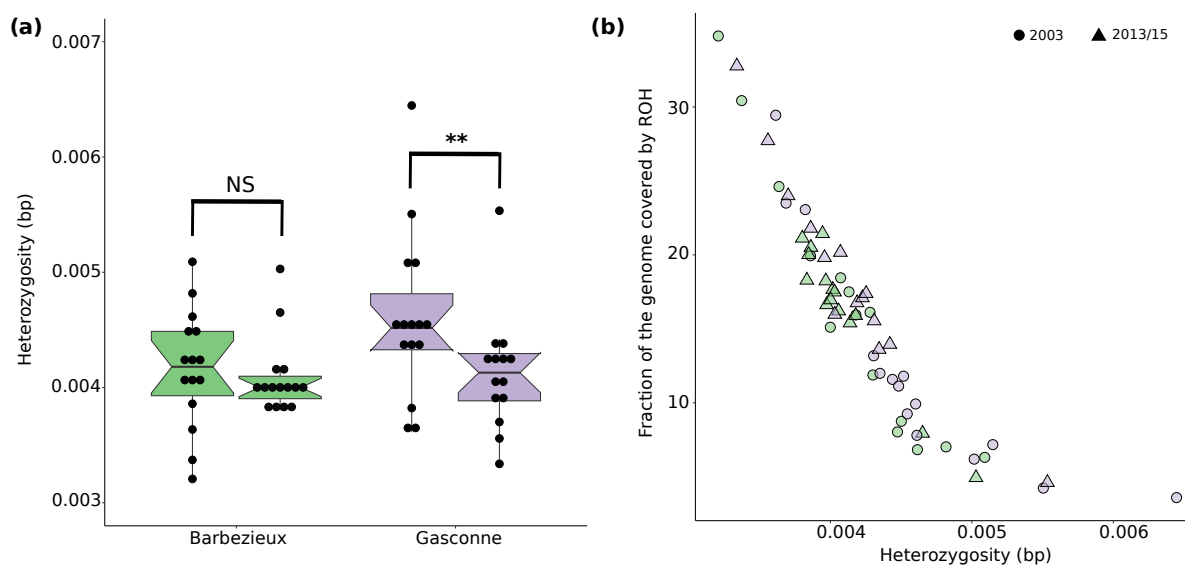 (a)
0.007
0.006
0.005
0.004
0.003
Heterozygosity (bp)
NS
**
Barbezieux
Gasconne
(b)
2003
2013/15
30
20
10
Fraction of the genome covered by ROH
0.004
0.005
0.006
Heterozygosity (bp)